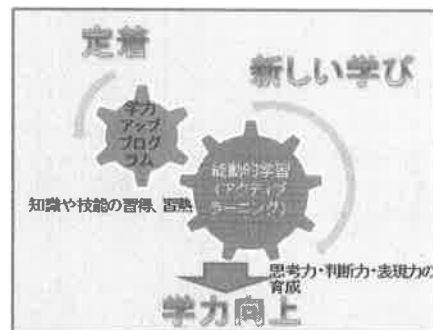 定着
新しい学び
学力
アップ
プログ
ラム
能動的学習
(アクティブ
ラーニング)
知識や技能の習得、習熟
思考力・判断力・表現力の
育成
学力向上